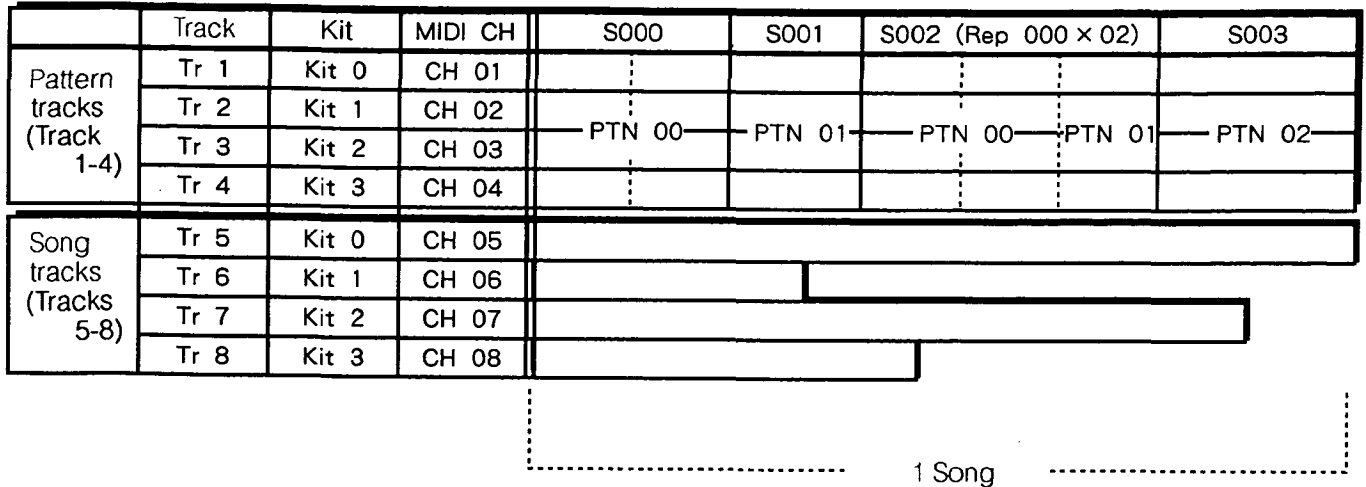 Track Kit MIDI CH S000 S001 S002 (Rep 000 × 02) S003
Pattern
tracks
(Track
1-4)
Tr 1 Kit 0 CH 01
Tr 2 Kit 1 CH 02
Tr 3 Kit 2 CH 03
Tr 4 Kit 3 CH 04
PTN 00 PTN 01 PTN 00 PTN 01 PTN 02
Song
tracks
(Tracks
5-8)
Tr 5 Kit 0 CH 05
Tr 6 Kit 1 CH 06
Tr 7 Kit 2 CH 07
Tr 8 Kit 3 CH 08
1 Song